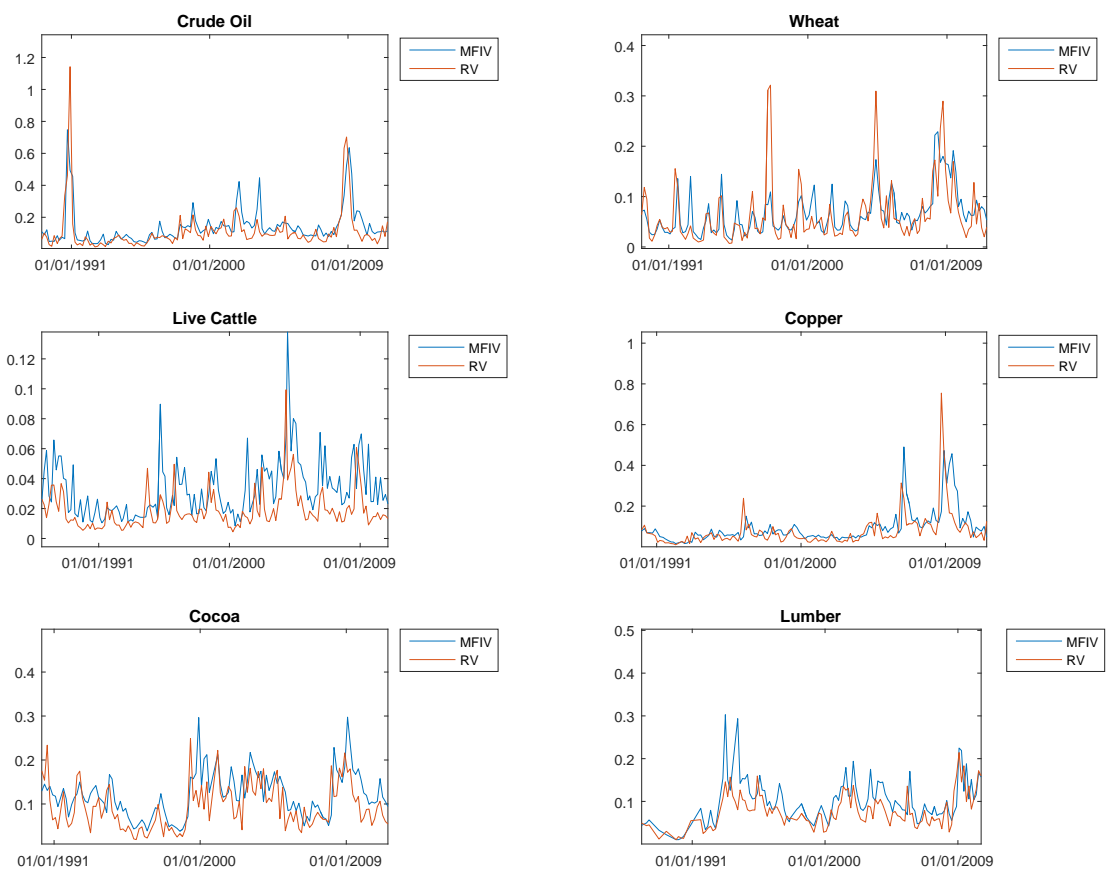 Crude Oil
MFIV
RV
1.2
1
0.8
0.6
0.4
0.2
01/01/1991
01/01/2000
01/01/2009
Wheat
MFIV
RV
0.4
0.3
0.2
0.1
0
01/01/1991
01/01/2000
01/01/2009
Live Cattle
MFIV
RV
0.12
0.1
0.08
0.06
0.04
0.02
0
01/01/1991
01/01/2000
01/01/2009
Copper
MFIV
RV
1
0.8
0.6
0.4
0.2
01/01/1991
01/01/2000
01/01/2009
Cocoa
MFIV
RV
0.4
0.3
0.2
0.1
01/01/1991
01/01/2000
01/01/2009
Lumber
MFIV
RV
0.5
0.4
0.3
0.2
0.1
01/01/1991
01/01/2000
01/01/2009